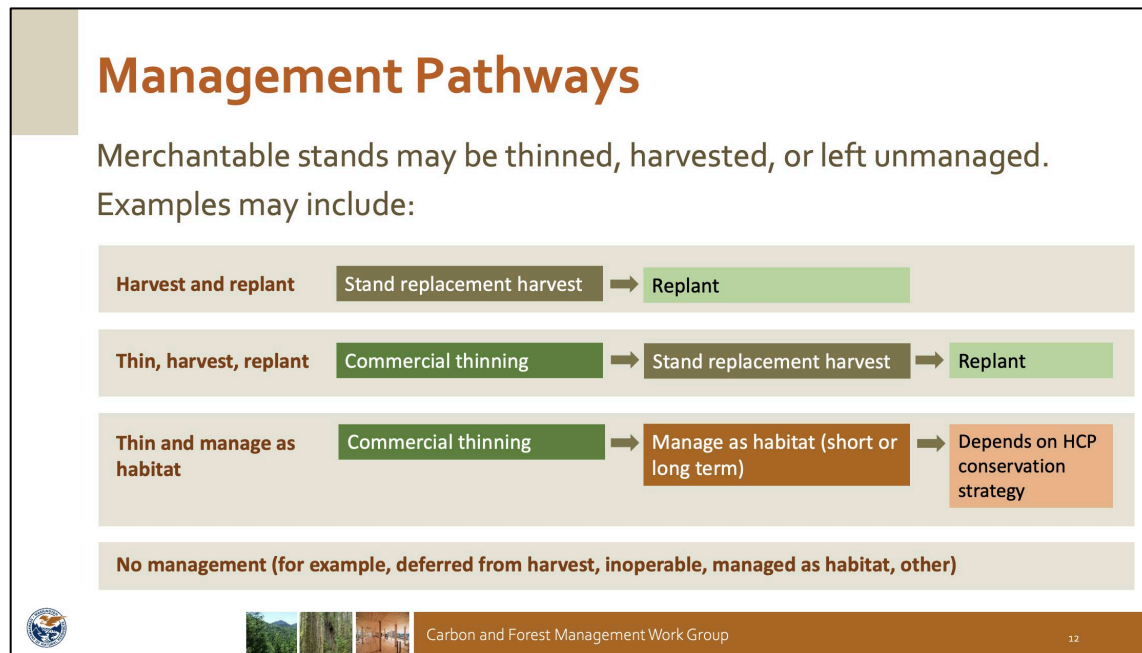 Management Pathways
Merchantable stands may be thinned, harvested, or left unmanaged.
Examples may include:
Harvest and replant
Stand replacement harvest
Replant
Thin, harvest, replant
Commercial thinning
Stand replacement harvest
Replant
Thin and manage as
habitat
Commercial thinning
Manage as habitat (short or
long term)
Depends on HCP
conservation
strategy
No management (for example, deferred from harvest, inoperable, managed as habitat, other)
Carbon and Forest Management Work Group
12